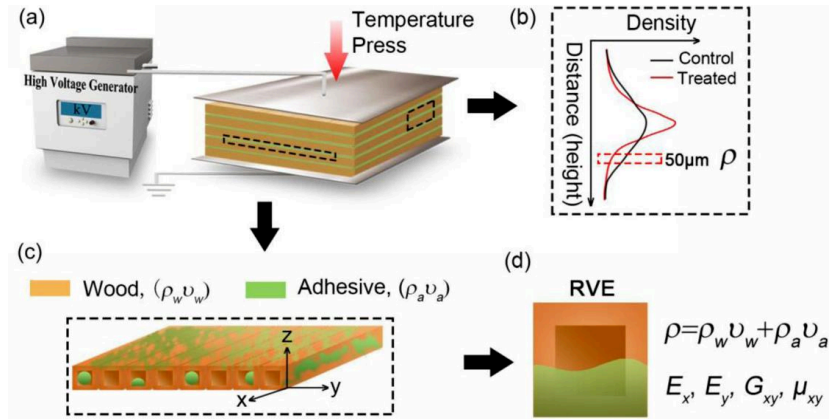 (a)
Temperature
Press
High Voltage Generator
kV
(b)
Density
Control
Treated
Distance (height)
50μm ρ
(c)
Wood, (ρwυw)
Adhesive, (ρaυa)
z
y
x
(d)
RVE
ρ=ρwυw+ρaυa
Ex, Ey, Gxy, μxy